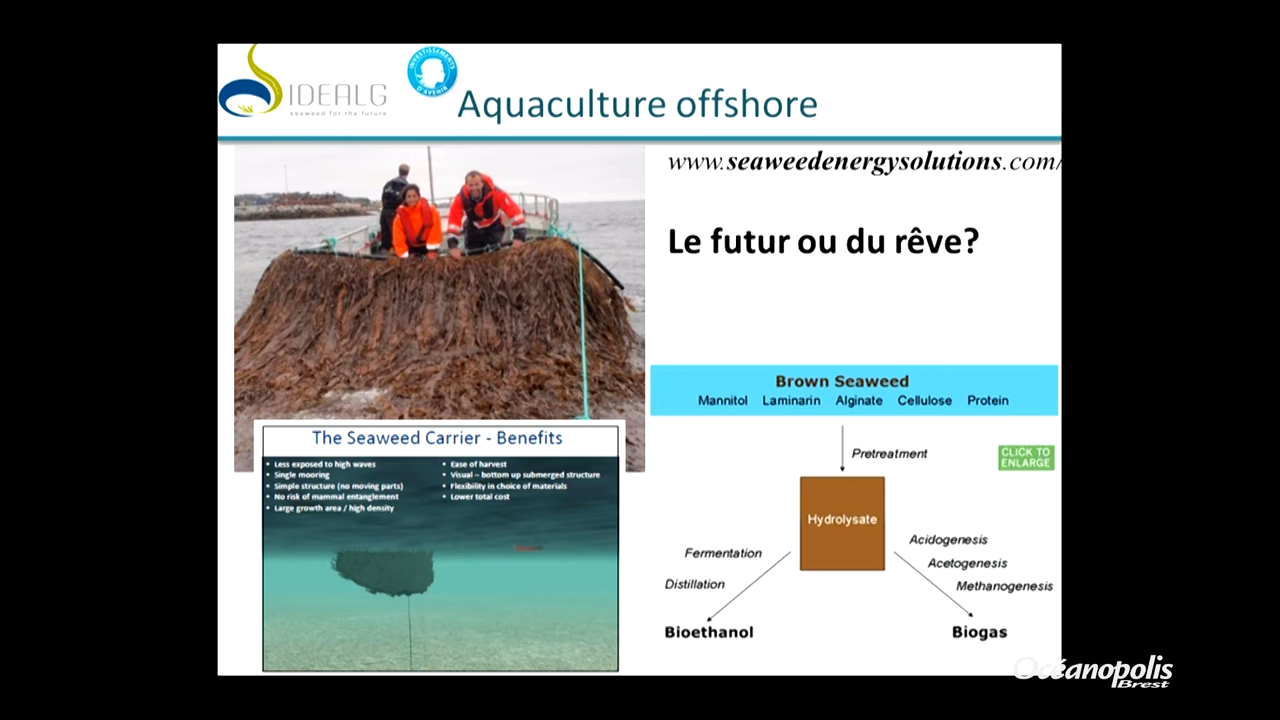 IDEALG
seaweed for the future
INVESTISSEMENTS
D'AVENIR
Aquaculture offshore
www.seaweedenergysolutions.com/
Le futur ou du rêve?
The Seaweed Carrier - Benefits
▪ Less exposed to high waves
▪ Single mooring
▪ Simple structure (no moving parts)
▪ No risk of mammal entanglement
▪ Large growth area / high density
▪ Ease of harvest
▪ Visual – bottom up submerged structure
▪ Flexibility in choice of materials
▪ Lower total cost
Brown Seaweed
Mannitol Laminarin Alginate Cellulose Protein
Pretreatment
CLICK TO
ENLARGE
Hydrolysate
Fermentation
Distillation
Bioethanol
Acidogenesis
Acetogenesis
Methanogenesis
Biogas
Océanopolis
Brest